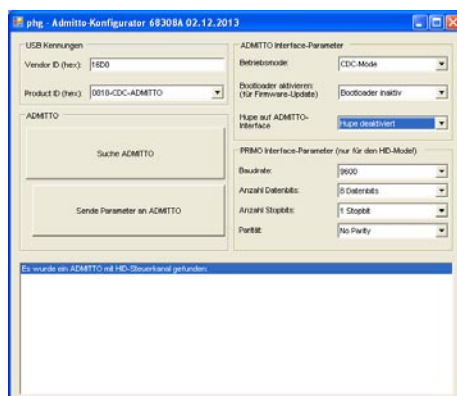 phg - Admitto-Konfigurator 68308A 02.12.2013
USB Kennungen
Vendor ID (hex): 16D0
Product ID (hex): 0818-CDC-ADMITTO
ADMITTO
Suche ADMITTO
Sende Parameter an ADMITTO
ADMITTO Interface-Parameter
Betriebsmode: CDC-Mode
Bootloader aktivieren:
(für Firmware-Update) Bootloader inaktiv
Hupe auf ADMITTO-
Interface Hupe deaktiviert
PRIMO Interface-Parameter (nur für den HID-Mode!)
Baudrate: 9600
Anzahl Datenbits: 8 Datenbits
Anzahl Stopbits: 1 Stopbit
Parität: No Parity
Es wurde ein ADMITTO mit HID-Steuerkanal gefunden: